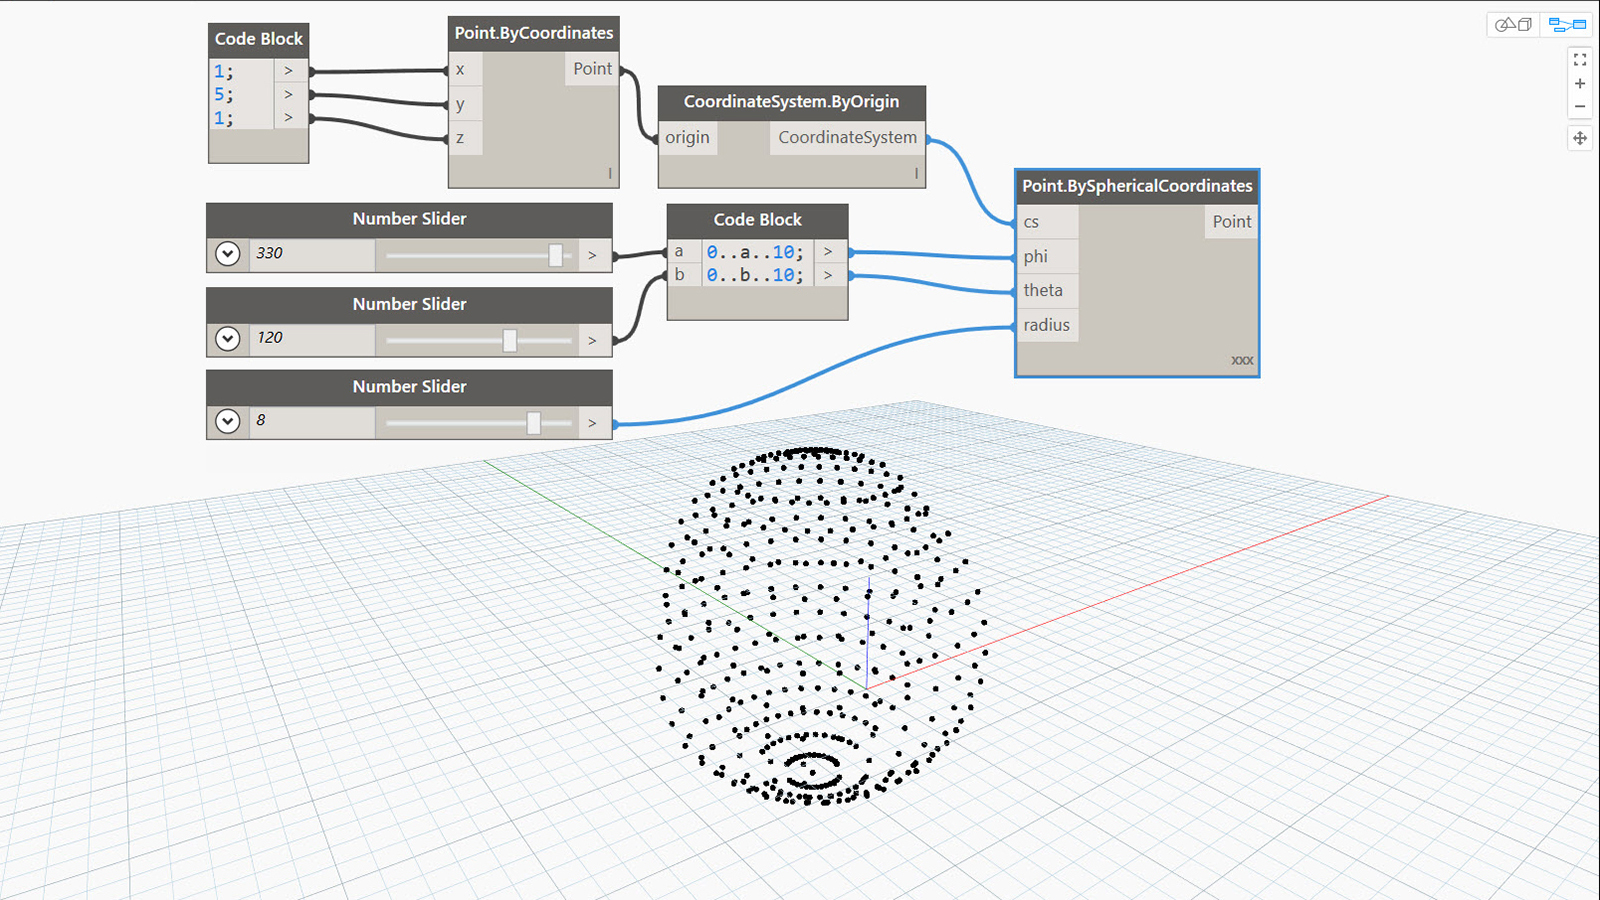 Code Block
1; >
5; >
1; >
Point.ByCoordinates
x Point
y
z
l
CoordinateSystem.ByOrigin
origin CoordinateSystem
l
Number Slider
330 >
Number Slider
120 >
Number Slider
8 >
Code Block
a 0..a..10; >
b 0..b..10; >
Point.BySphericalCoordinates
cs Point
phi
theta
radius
xxx